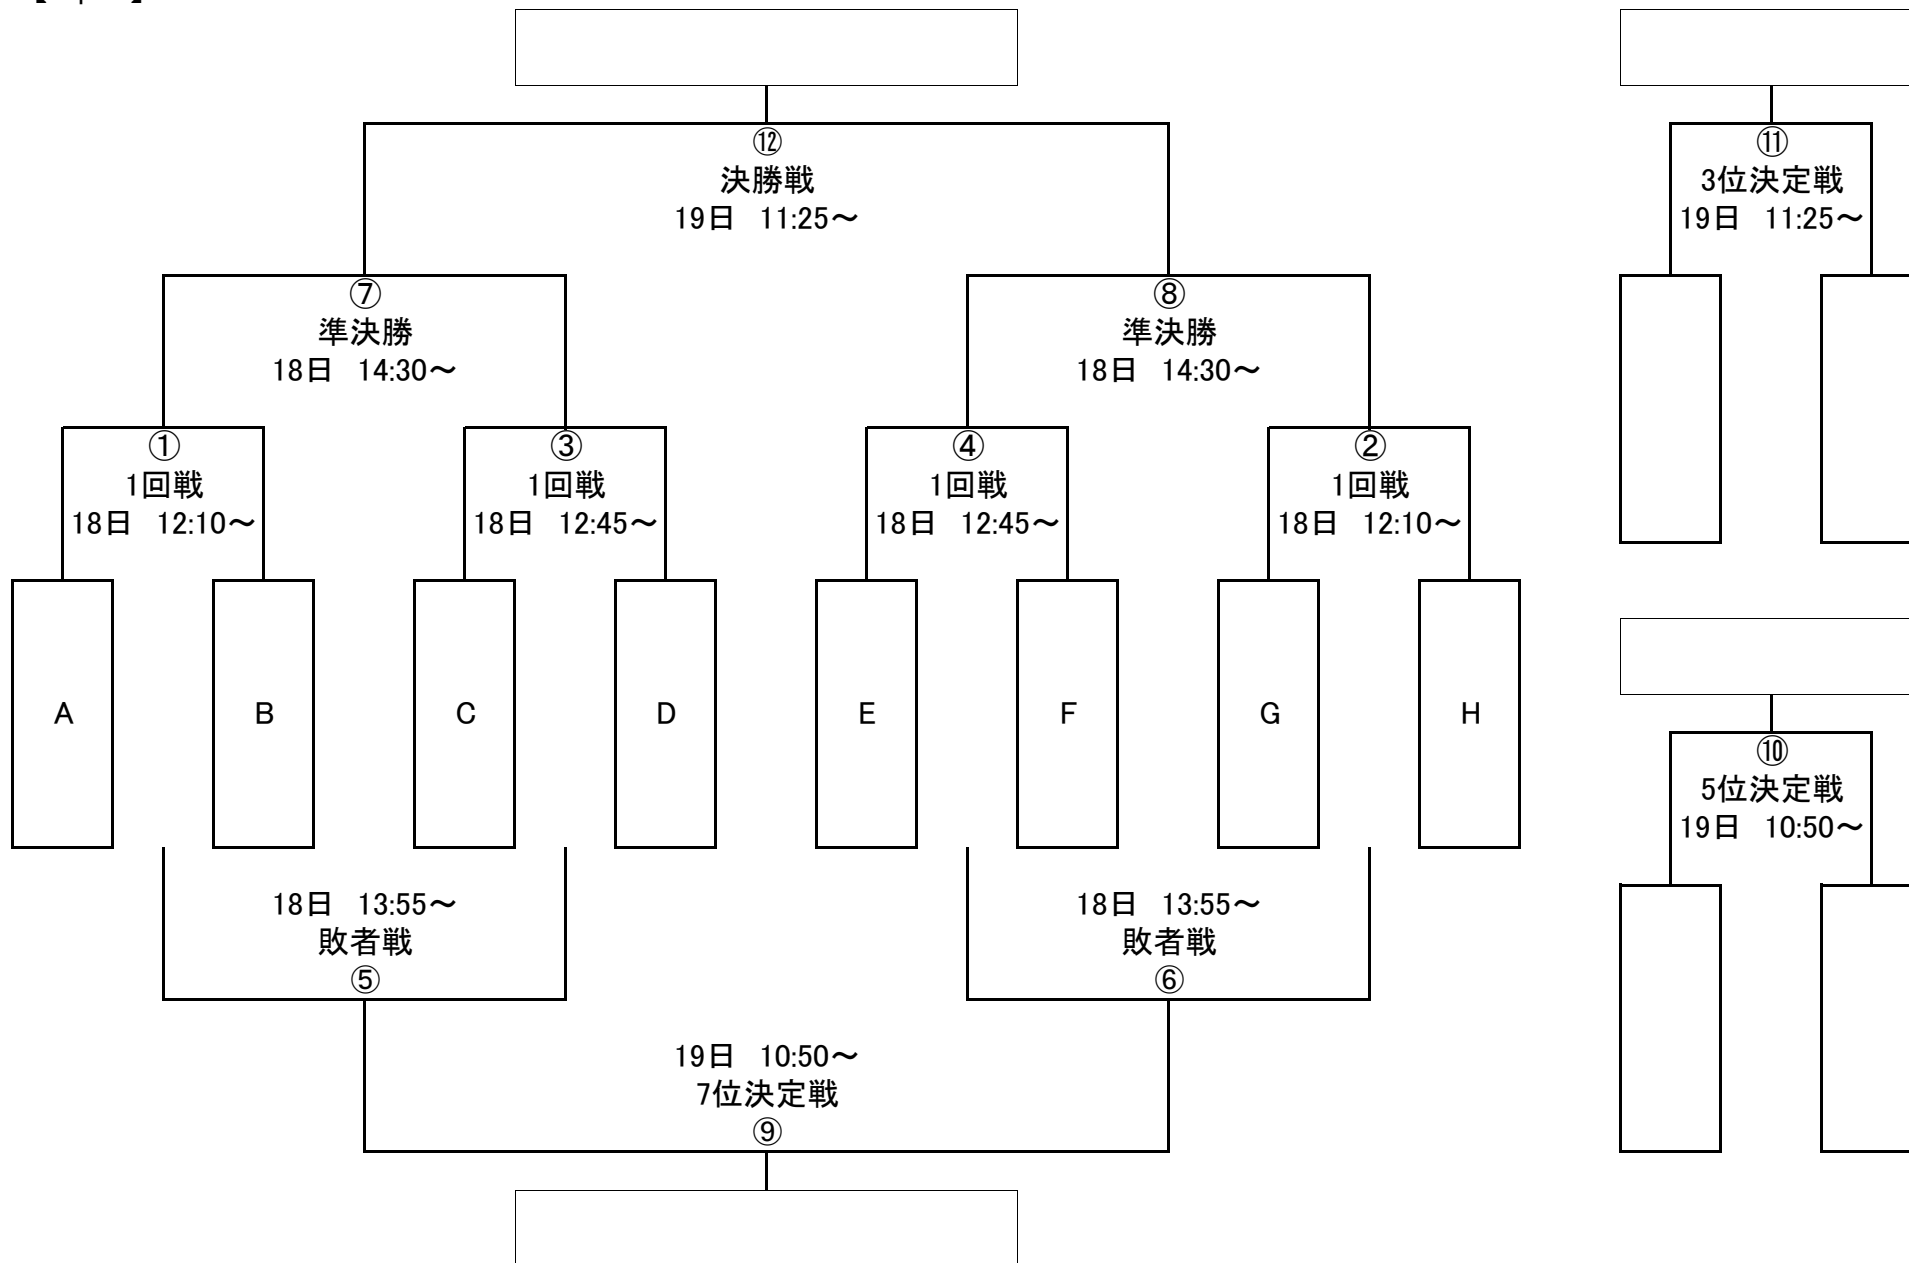 ⑫
決勝戦
19日 11:25～
⑪
3位決定戦
19日 11:25～
⑦
準決勝
18日 14:30～
⑧
準決勝
18日 14:30～
①
1回戦
18日 12:10～
③
1回戦
18日 12:45～
④
1回戦
18日 12:45～
②
1回戦
18日 12:10～
A
B
C
D
E
F
G
H
⑩
5位決定戦
19日 10:50～
18日 13:55～
敗者戦
⑤
18日 13:55～
敗者戦
⑥
19日 10:50～
7位決定戦
⑨